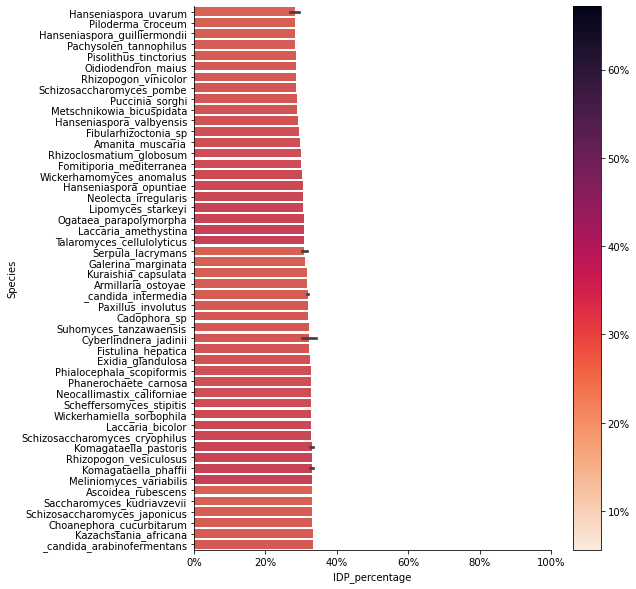 Hanseniaspora_uvarum
Piloderma_croceum
Hanseniaspora_guilliermondii
Pachysolen_tannophilus
Pisolithus_tinctorius
Oidiodendron_maius
Rhizopogon_vinicolor
Schizosaccharomyces_pombe
Puccinia_sorghi
Metschnikowia_bicuspidata
Hanseniaspora_valbyensis
Fibularhizoctonia_sp
Amanita_muscaria
Rhizoclosmatium_globosum
Fomitiporia_mediterranea
Wickerhamomyces_anomalus
Hanseniaspora_opuntiae
Neolecta_irregularis
Lipomyces_starkeyi
Ogataea_parapolymorpha
Laccaria_amethystina
Talaromyces_cellulolyticus
Serpula_lacrymans
Galerina_marginata
Kuraishia_capsulata
Armillaria_ostoyae
_candida_intermedia
Paxillus_involutus
Cadophora_sp
Suhomyces_tanzawaensis
Cyberlindnera_jadinii
Fistulina_hepatica
Exidia_glandulosa
Phialocephala_scopiformis
Phanerochaete_carnosa
Neocallimastix_californiae
Scheffersomyces_stipitis
Wickerhamiella_sorbophila
Laccaria_bicolor
Schizosaccharomyces_cryophilus
Komagataella_pastoris
Rhizopogon_vesiculosus
Komagataella_phaffii
Meliniomyces_variabilis
Ascoidea_rubescens
Saccharomyces_kudriavzevii
Schizosaccharomyces_japonicus
Choanephora_cucurbitarum
Kazachstania_africana
_candida_arabinofermentans
Species
0% 20% 40% 60% 80% 100%
IDP_percentage
60%
50%
40%
30%
20%
10%